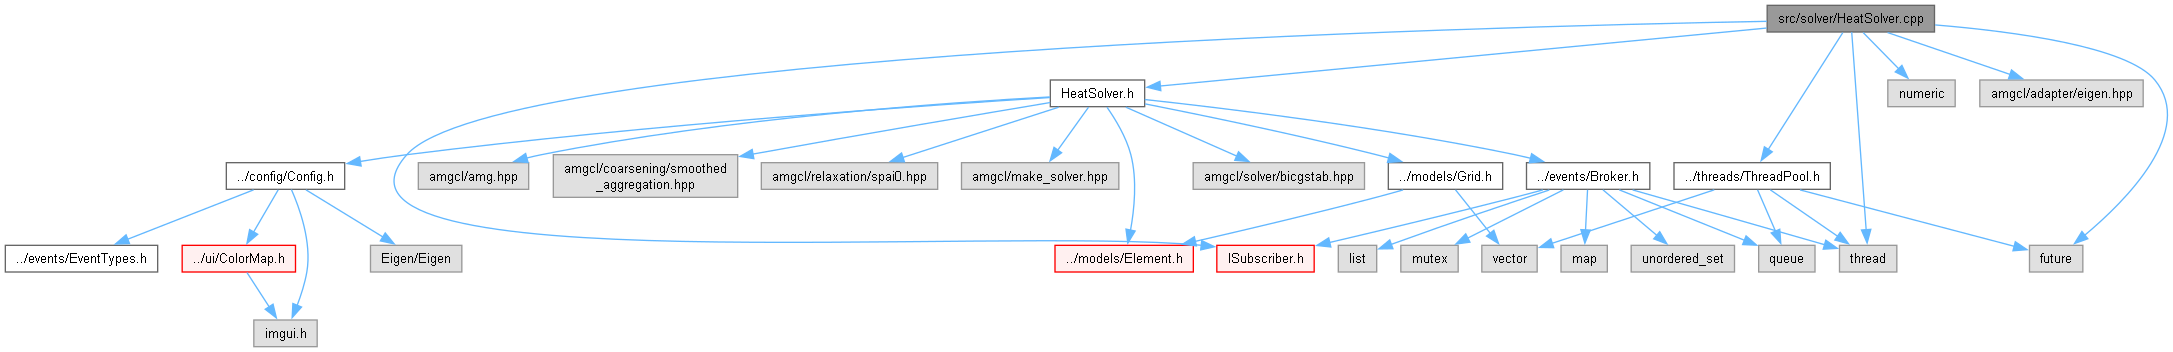 src/solver/HeatSolver.cpp
HeatSolver.h
numeric
amgcl/adapter/eigen.hpp
../config/Config.h
amgcl/amg.hpp
amgcl/coarsening/smoothed
_aggregation.hpp
amgcl/relaxation/spai0.hpp
amgcl/make_solver.hpp
amgcl/solver/bicgstab.hpp
../models/Grid.h
../events/Broker.h
../threads/ThreadPool.h
../events/EventTypes.h
../ui/ColorMap.h
Eigen/Eigen
../models/Element.h
ISubscriber.h
list
mutex
vector
map
unordered_set
queue
thread
future
imgui.h